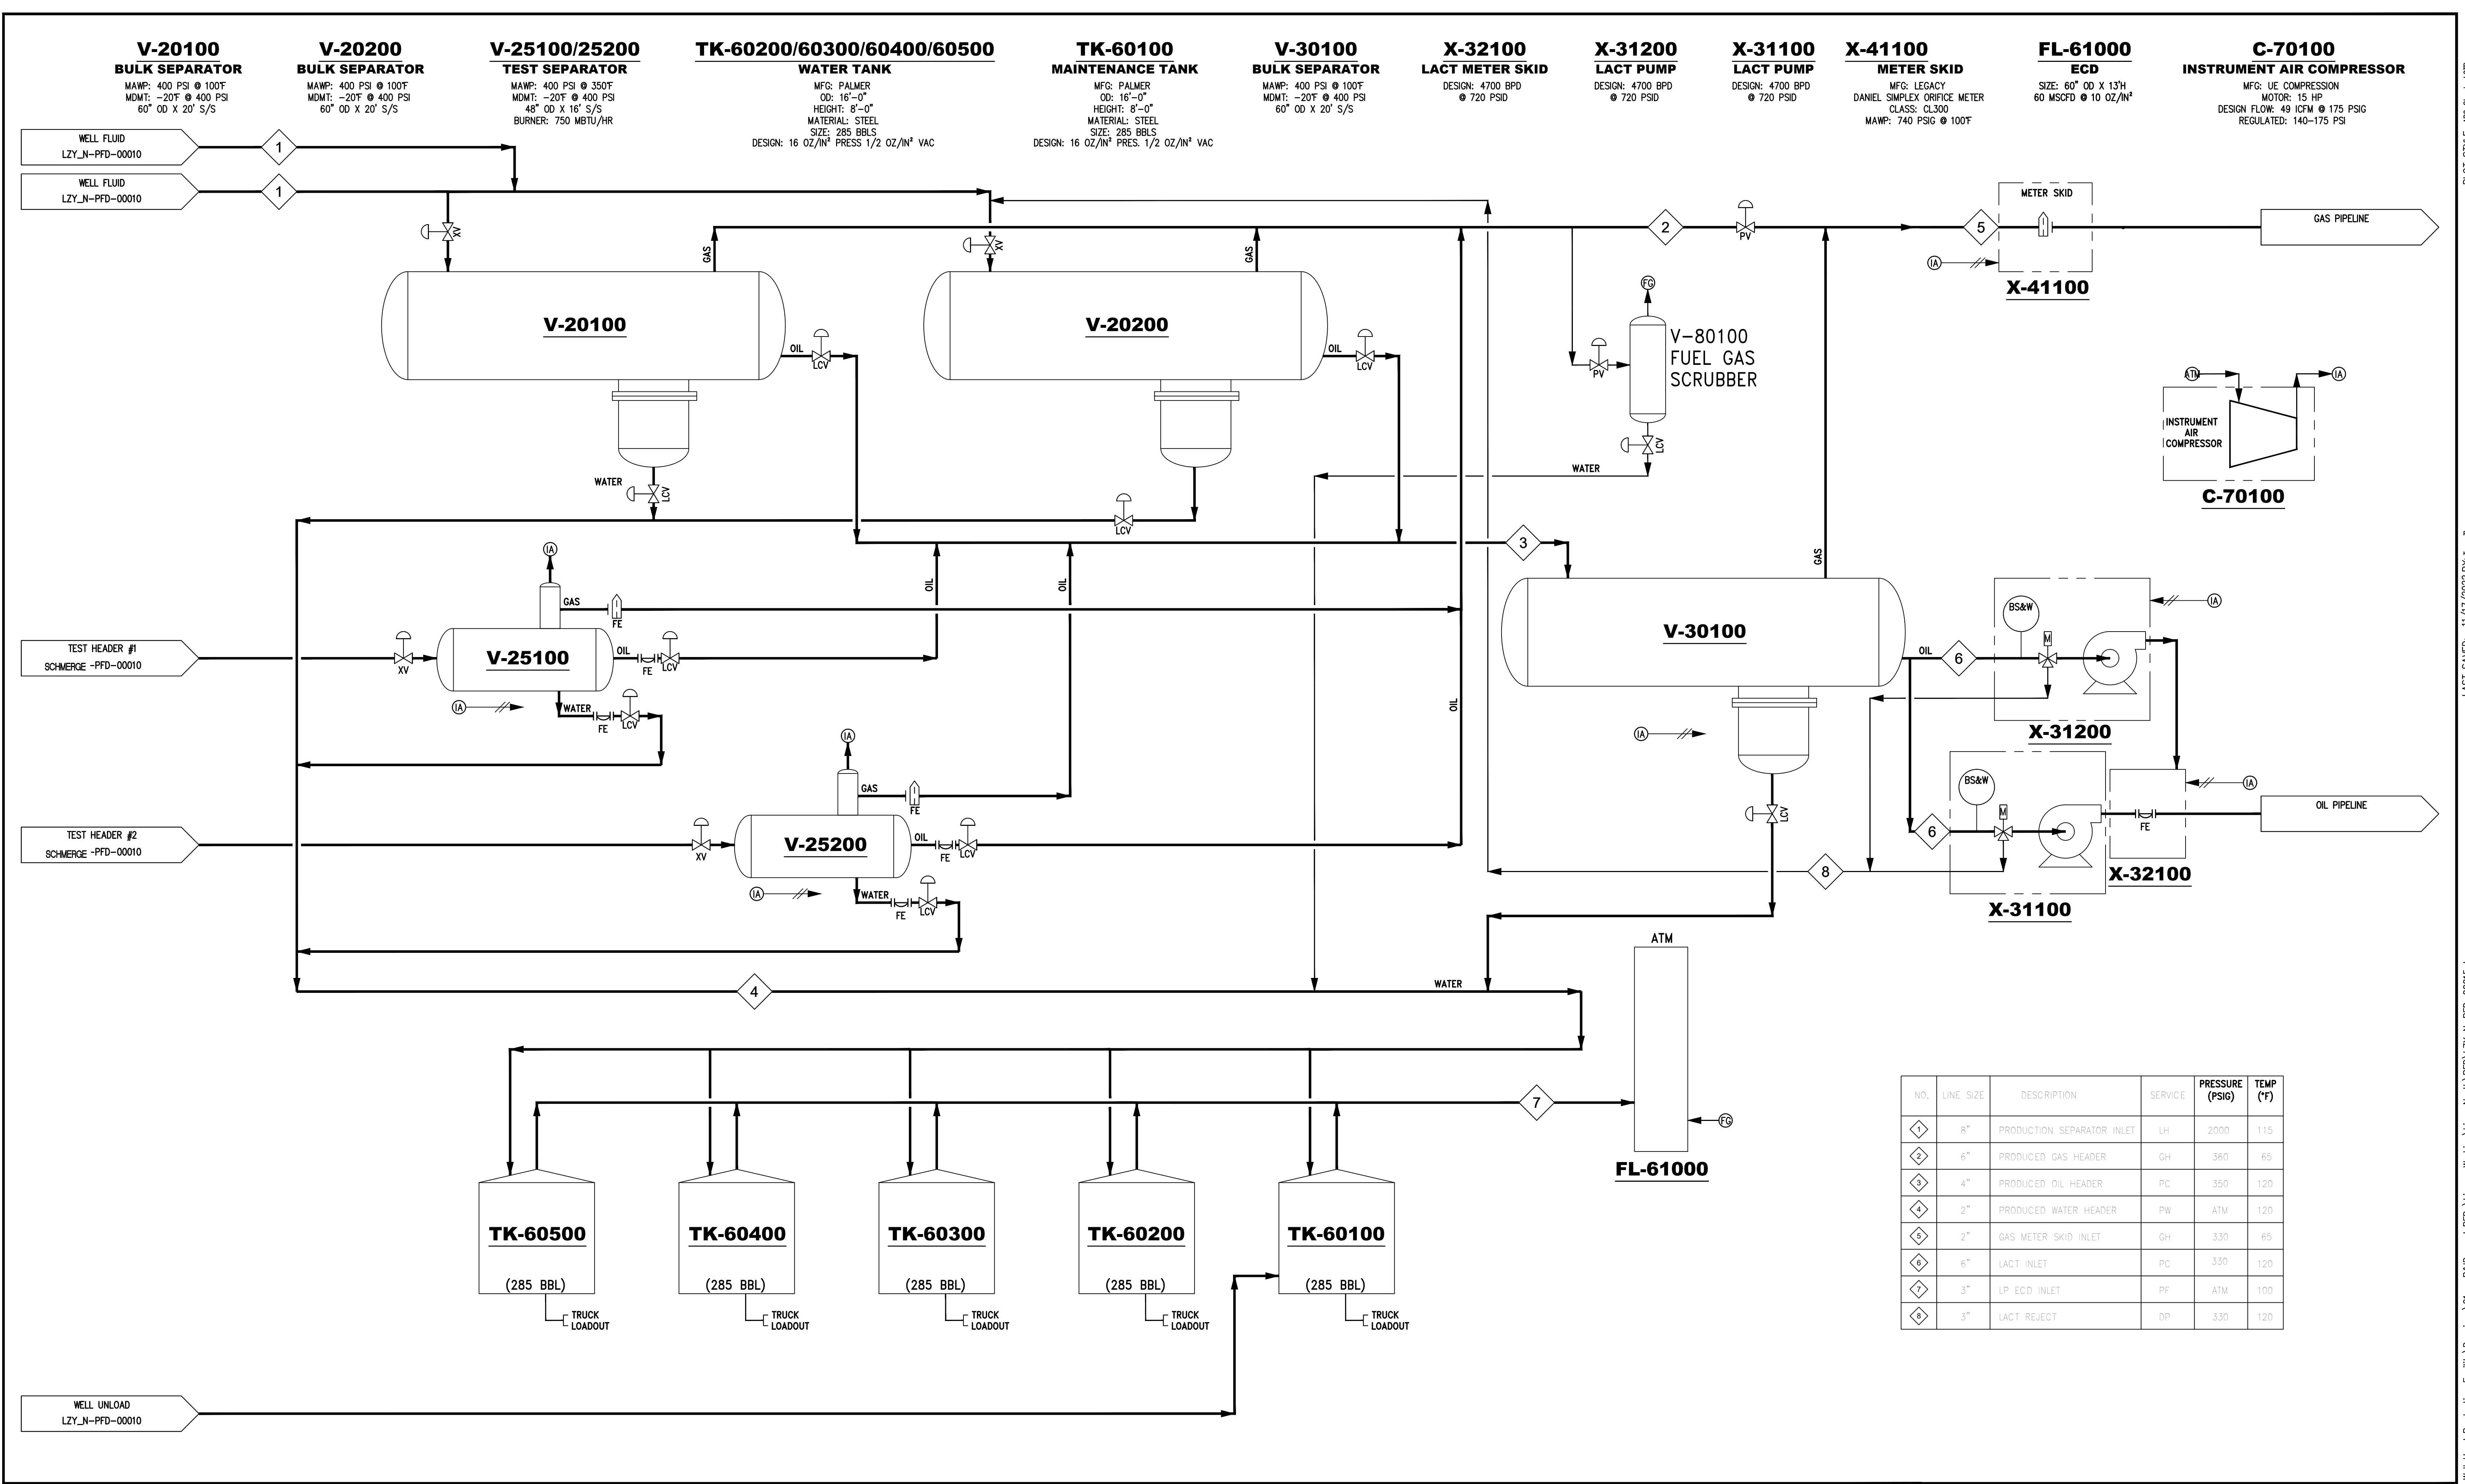 V-20100
BULK SEPARATOR
MAWP: 400 PSI @ 100°F
MDMT: -20°F @ 400 PSI
60" OD X 20' S/S
V-20200
BULK SEPARATOR
MAWP: 400 PSI @ 100°F
MDMT: -20°F @ 400 PSI
60" OD X 20' S/S
V-25100/25200
TEST SEPARATOR
MAWP: 400 PSI @ 350°F
MDMT: -20°F @ 400 PSI
48" OD X 16' S/S
BURNER: 750 MBTU/HR
TK-60200/60300/60400/60500
WATER TANK
MFG: PALMER
OD: 16'-0"
HEIGHT: 8'-0"
MATERIAL: STEEL
SIZE: 285 BBLS
DESIGN: 16 OZ/IN² PRESS 1/2 OZ/IN² VAC
TK-60100
MAINTENANCE TANK
MFG: PALMER
OD: 16'-0"
HEIGHT: 8'-0"
MATERIAL: STEEL
SIZE: 285 BBLS
DESIGN: 16 OZ/IN² PRES. 1/2 OZ/IN² VAC
V-30100
BULK SEPARATOR
MAWP: 400 PSI @ 100°F
MDMT: -20°F @ 400 PSI
60" OD X 20' S/S
X-32100
LACT METER SKID
DESIGN: 4700 BPD
@ 720 PSID
X-31200
LACT PUMP
DESIGN: 4700 BPD
@ 720 PSID
X-31100
LACT PUMP
DESIGN: 4700 BPD
@ 720 PSID
X-41100
METER SKID
MFG: LEGACY
DANIEL SIMPLEX ORIFICE METER
CLASS: CL300
MAWP: 740 PSIG @ 100°F
FL-61000
ECD
SIZE: 60" OD X 13'H
60 MSCFD @ 10 OZ/IN²
C-70100
INSTRUMENT AIR COMPRESSOR
MFG: UE COMPRESSION
MOTOR: 15 HP
DESIGN FLOW: 49 ICFM @ 175 PSIG
REGULATED: 140-175 PSI
WELL FLUID
LZY_N-PFD-00010
1
WELL FLUID
LZY_N-PFD-00010
1
XV
GAS
XV
GAS
2
PV
5
METER SKID
GAS PIPELINE
IA
X-41100
V-20100
OIL
LCV
V-20200
OIL
LCV
FG
PV
V-80100
FUEL GAS
SCRUBBER
LCV
WATER
ATM
IA
INSTRUMENT
AIR
COMPRESSOR
C-70100
WATER
LCV
LCV
3
GAS
IA
GAS
FE
OIL
OIL
TEST HEADER #1
SCHMERGE -PFD-00010
XV
V-25100
OIL
FE
LCV
IA
WATER
FE
LCV
OIL
V-30100
OIL
6
BS&W
M
IA
X-31200
IA
LCV
IA
GAS
FE
TEST HEADER #2
SCHMERGE -PFD-00010
XV
V-25200
OIL
FE
LCV
IA
WATER
FE
LCV
6
BS&W
M
X-31100
IA
FE
X-32100
OIL PIPELINE
8
ATM
4
WATER
7
FG
FL-61000
TK-60500
(285 BBL)
TRUCK
LOADOUT
TK-60400
(285 BBL)
TRUCK
LOADOUT
TK-60300
(285 BBL)
TRUCK
LOADOUT
TK-60200
(285 BBL)
TRUCK
LOADOUT
TK-60100
(285 BBL)
TRUCK
LOADOUT
NO. LINE SIZE DESCRIPTION SERVICE PRESSURE (PSIG) TEMP (°F)
1 8" PRODUCTION SEPARATOR INLET LH 2000 115
2 6" PRODUCED GAS HEADER GH 360 65
3 4" PRODUCED OIL HEADER PC 350 120
4 2" PRODUCED WATER HEADER PW ATM 120
5 2" GAS METER SKID INLET GH 330 65
6 6" LACT INLET PC 330 120
7 3" LP ECD INLET PF ATM 100
8 3" LACT REJECT DP 330 120
WELL UNLOAD
LZY_N-PFD-00010